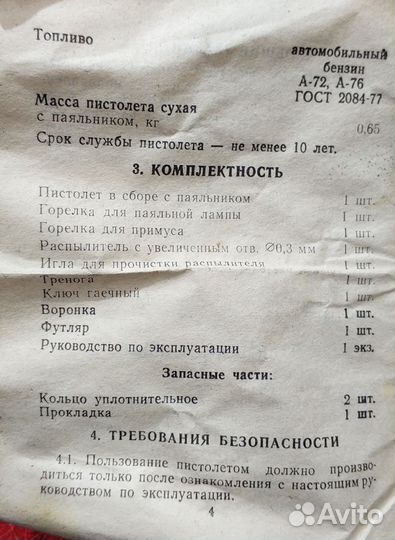 Топливо автомобильный
бензин
А-72, А-76
ГОСТ 2084-77
Масса пистолета сухая
с паяльником, кг 0,65
Срок службы пистолета — не менее 10 лет.
3. КОМПЛЕКТНОСТЬ
Пистолет в сборе с паяльником 1 шт.
Горелка для паяльной лампы 1 шт.
Горелка для примуса 1 шт.
Распылитель с увеличенным отв. ∅0,3 мм 1 шт.
Игла для прочистки распылителя 1 шт.
Тренога 1 шт.
Ключ гаечный 1 шт.
Воронка 1 шт.
Футляр 1 шт.
Руководство по эксплуатации 1 экз.
Запасные части:
Кольцо уплотнительное 2 шт.
Прокладка 1 шт.
4. ТРЕБОВАНИЯ БЕЗОПАСНОСТИ
4.1. Пользование пистолетом должно произво-
диться только после ознакомления с настоящим ру-
ководством по эксплуатации.
4
Avito